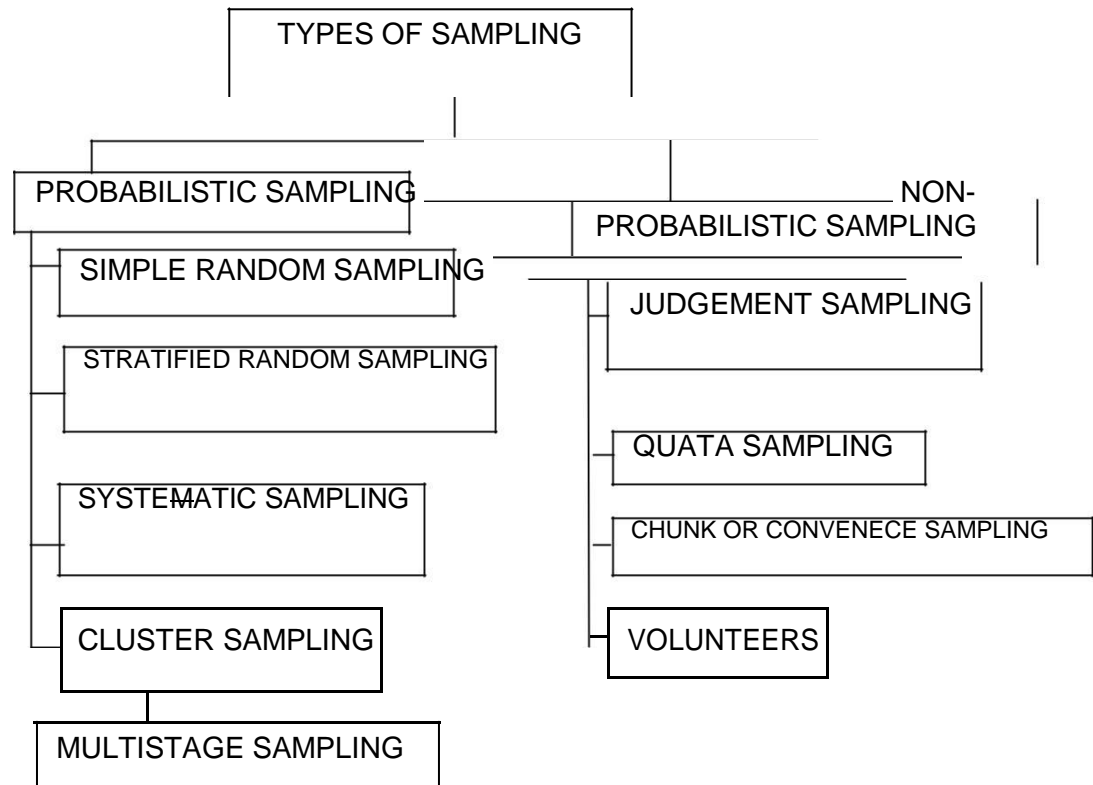 TYPES OF SAMPLING
PROBABILISTIC SAMPLING
SIMPLE RANDOM SAMPLING
STRATIFIED RANDOM SAMPLING
SYSTEMATIC SAMPLING
CLUSTER SAMPLING
MULTISTAGE SAMPLING
NON-
PROBABILISTIC SAMPLING
JUDGEMENT SAMPLING
QUATA SAMPLING
CHUNK OR CONVENECE SAMPLING
VOLUNTEERS